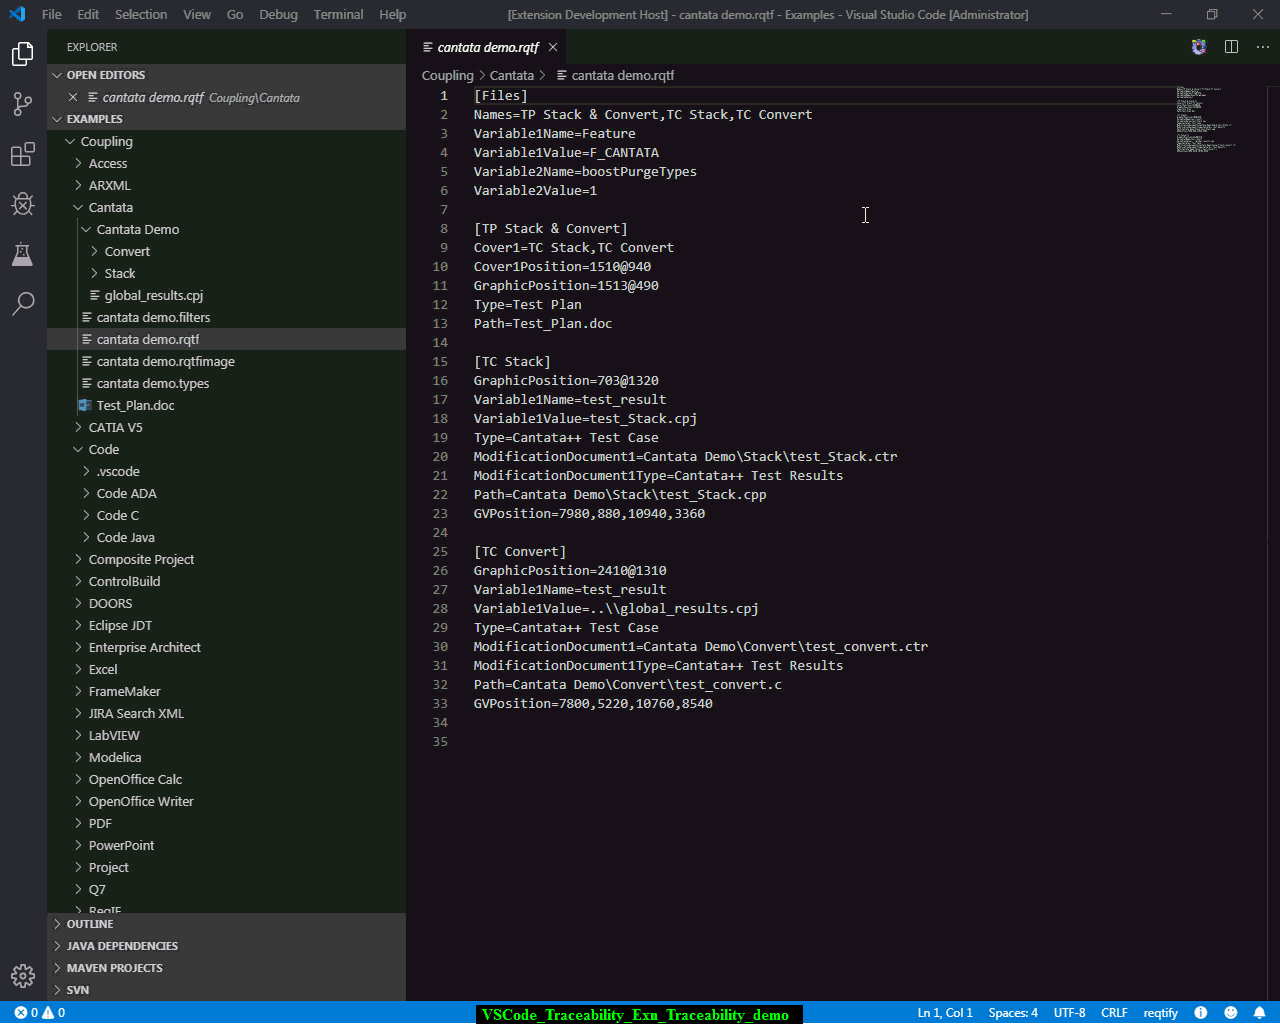 File Edit Selection View Go Debug Terminal Help [Extension Development Host] - cantata demo.rqtf - Examples - Visual Studio Code [Administrator]
EXPLORER
OPEN EDITORS
cantata demo.rqtf Coupling\Cantata
EXAMPLES
Coupling
Access
ARXML
Cantata
Cantata Demo
Convert
Stack
global_results.cpj
cantata demo.filters
cantata demo.rqtf
cantata demo.rqtfimage
cantata demo.types
Test_Plan.doc
CATIA V5
Code
.vscode
Code ADA
Code C
Code Java
Composite Project
ControlBuild
DOORS
Eclipse JDT
Enterprise Architect
Excel
FrameMaker
JIRA Search XML
LabVIEW
Modelica
OpenOffice Calc
OpenOffice Writer
PDF
PowerPoint
Project
Q7
ReqIF
OUTLINE
JAVA DEPENDENCIES
MAVEN PROJECTS
SVN
cantata demo.rqtf
Coupling > Cantata > cantata demo.rqtf
1 [Files]
2 Names=TP Stack & Convert,TC Stack,TC Convert
3 Variable1Name=Feature
4 Variable1Value=F_CANTATA
5 Variable2Name=boostPurgeTypes
6 Variable2Value=1
7
8 [TP Stack & Convert]
9 Cover1=TC Stack,TC Convert
10 Cover1Position=1510@940
11 GraphicPosition=1513@490
12 Type=Test Plan
13 Path=Test_Plan.doc
14
15 [TC Stack]
16 GraphicPosition=703@1320
17 Variable1Name=test_result
18 Variable1Value=test_Stack.cpj
19 Type=Cantata++ Test Case
20 ModificationDocument1=Cantata Demo\Stack\test_Stack.ctr
21 ModificationDocument1Type=Cantata++ Test Results
22 Path=Cantata Demo\Stack\test_Stack.cpp
23 GVPosition=7980,880,10940,3360
24
25 [TC Convert]
26 GraphicPosition=2410@1310
27 Variable1Name=test_result
28 Variable1Value=..\\global_results.cpj
29 Type=Cantata++ Test Case
30 ModificationDocument1=Cantata Demo\Convert\test_convert.ctr
31 ModificationDocument1Type=Cantata++ Test Results
32 Path=Cantata Demo\Convert\test_convert.c
33 GVPosition=7800,5220,10760,8540
34
35
0 0 VSCode_Traceability_Exn_Traceability_demo Ln 1, Col 1 Spaces: 4 UTF-8 CRLF reqtify